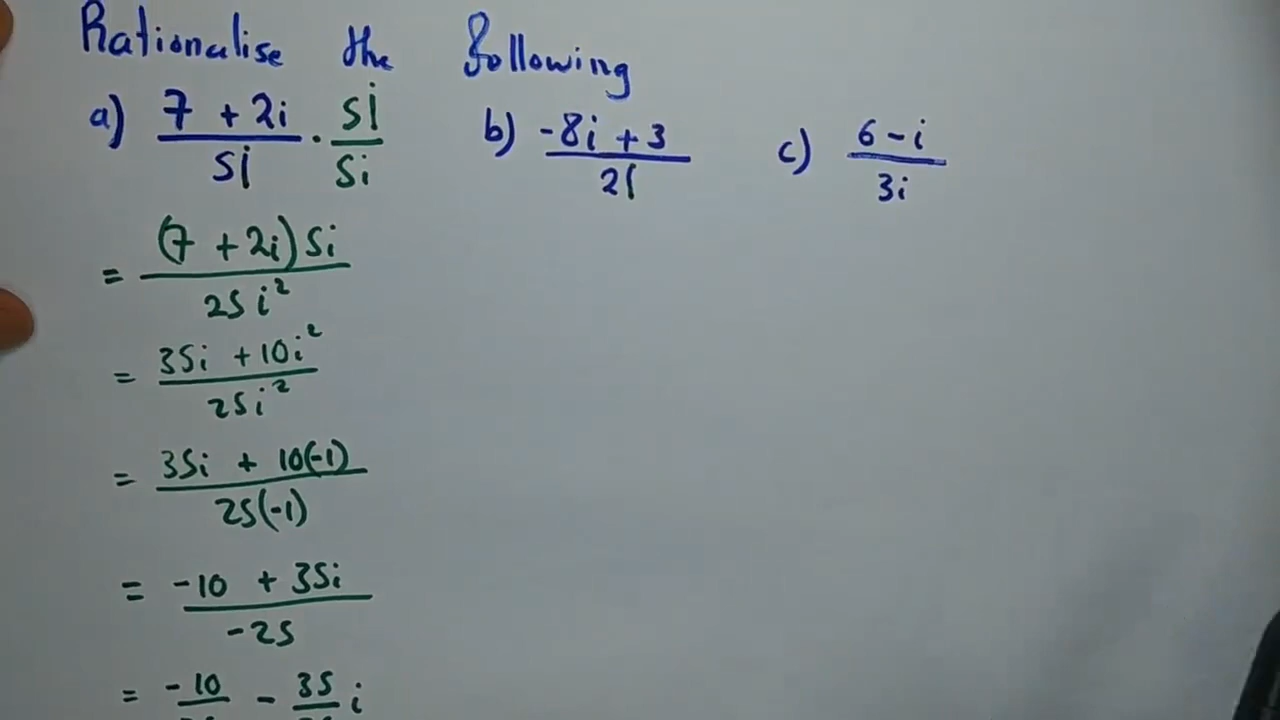 Rationalise the following
a) 7 + 2i / 5i · 5i / 5i
b) -8i + 3 / 2i
c) 6 - i / 3i
= (7 + 2i) 5i / 25i²
= 35i + 10i² / 25i²
= 35i + 10(-1) / 25(-1)
= -10 + 35i / -25
= -10 - 35 i